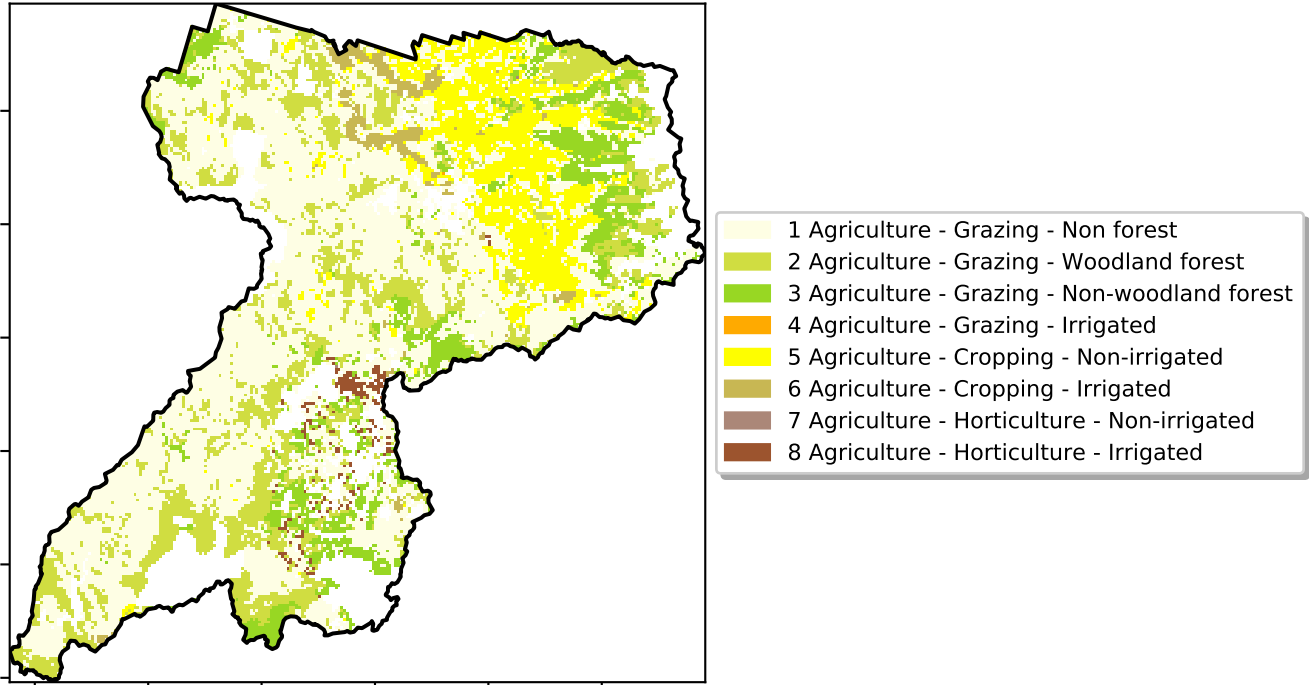 1 Agriculture - Grazing - Non forest
2 Agriculture - Grazing - Woodland forest
3 Agriculture - Grazing - Non-woodland forest
4 Agriculture - Grazing - Irrigated
5 Agriculture - Cropping - Non-irrigated
6 Agriculture - Cropping - Irrigated
7 Agriculture - Horticulture - Non-irrigated
8 Agriculture - Horticulture - Irrigated